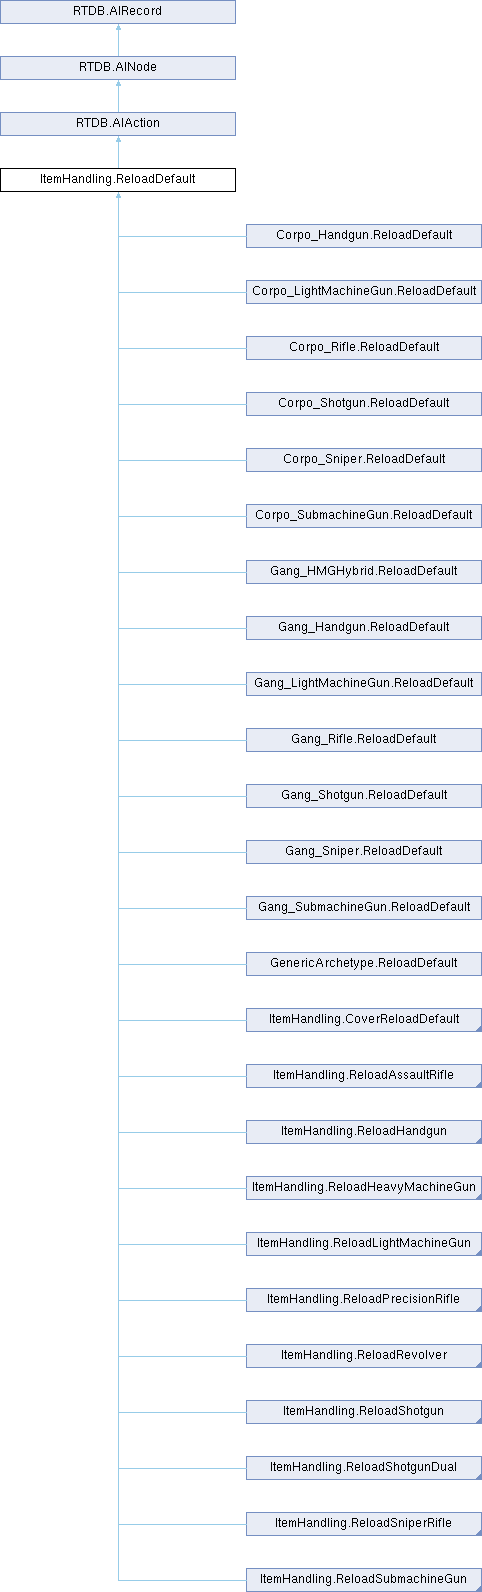 RTDB.AIRecord
RTDB.AINode
RTDB.AIAction
ItemHandling.ReloadDefault
Corpo_Handgun.ReloadDefault
Corpo_LightMachineGun.ReloadDefault
Corpo_Rifle.ReloadDefault
Corpo_Shotgun.ReloadDefault
Corpo_Sniper.ReloadDefault
Corpo_SubmachineGun.ReloadDefault
Gang_HMGHybrid.ReloadDefault
Gang_Handgun.ReloadDefault
Gang_LightMachineGun.ReloadDefault
Gang_Rifle.ReloadDefault
Gang_Shotgun.ReloadDefault
Gang_Sniper.ReloadDefault
Gang_SubmachineGun.ReloadDefault
GenericArchetype.ReloadDefault
ItemHandling.CoverReloadDefault
ItemHandling.ReloadAssaultRifle
ItemHandling.ReloadHandgun
ItemHandling.ReloadHeavyMachineGun
ItemHandling.ReloadLightMachineGun
ItemHandling.ReloadPrecisionRifle
ItemHandling.ReloadRevolver
ItemHandling.ReloadShotgun
ItemHandling.ReloadShotgunDual
ItemHandling.ReloadSniperRifle
ItemHandling.ReloadSubmachineGun